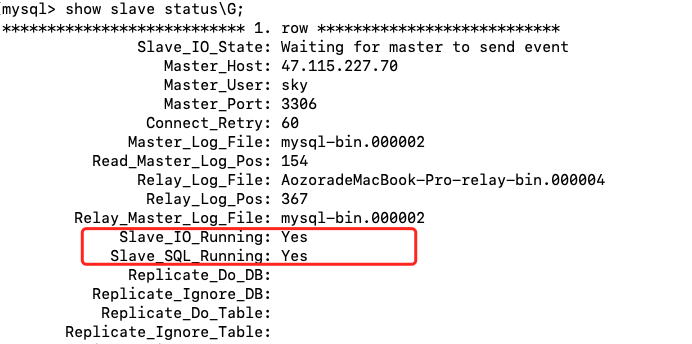 mysql> show slave status\G;
*************************** 1. row ***************************
Slave_IO_State: Waiting for master to send event
Master_Host: 47.115.227.70
Master_User: sky
Master_Port: 3306
Connect_Retry: 60
Master_Log_File: mysql-bin.000002
Read_Master_Log_Pos: 154
Relay_Log_File: AozoradeMacBook-Pro-relay-bin.000004
Relay_Log_Pos: 367
Relay_Master_Log_File: mysql-bin.000002
Slave_IO_Running: Yes
Slave_SQL_Running: Yes
Replicate_Do_DB:
Replicate_Ignore_DB:
Replicate_Do_Table:
Replicate_Ignore_Table: